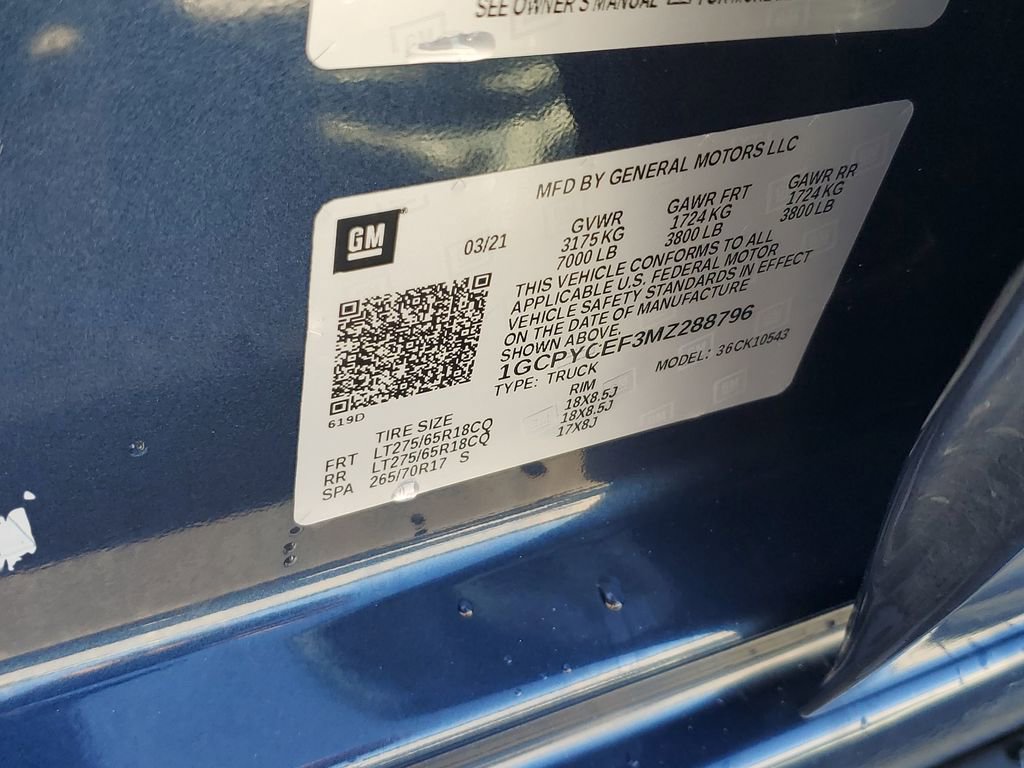 SEE OWNER'S MANUAL
MFD BY GENERAL MOTORS LLC
GM
03/21
GVWR
3175 KG
7000 LB
GAWR FRT
1724 KG
3800 LB
GAWR RR
1724 KG
3800 LB
THIS VEHICLE CONFORMS TO ALL
APPLICABLE U.S. FEDERAL MOTOR
VEHICLE SAFETY STANDARDS IN EFFECT
ON THE DATE OF MANUFACTURE
SHOWN ABOVE.
1GCPYCEF3MZ288796
TYPE: TRUCK
MODEL: 36CK10543
619D
TIRE SIZE RIM
FRT LT275/65R18CQ 18X8.5J
RR LT275/65R18CQ 18X8.5J
SPA 265/70R17 S 17X8J